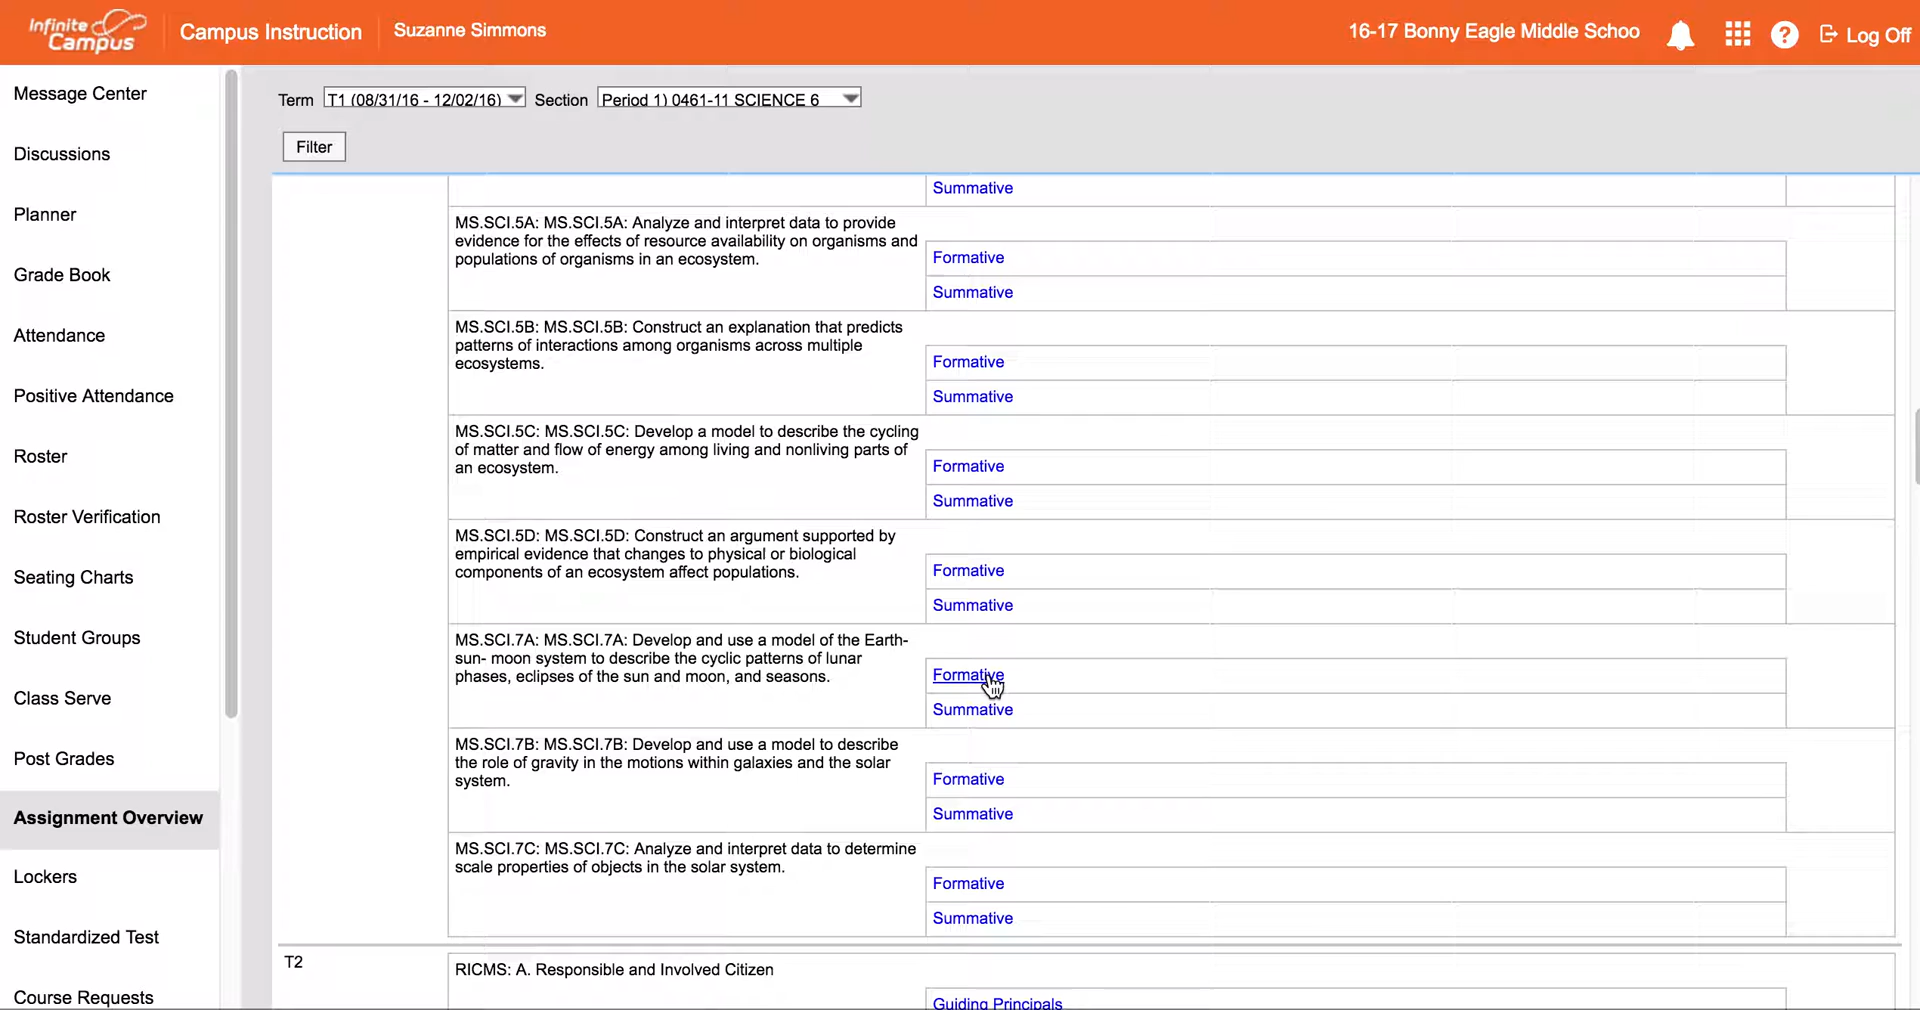 Infinite Campus
Campus Instruction
Suzanne Simmons
16-17 Bonny Eagle Middle Schoo
?
Log Off
Message Center
Discussions
Planner
Grade Book
Attendance
Positive Attendance
Roster
Roster Verification
Seating Charts
Student Groups
Class Serve
Post Grades
Assignment Overview
Lockers
Standardized Test
Course Requests
Term
T1 (08/31/16 - 12/02/16)
Section
Period 1) 0461-11 SCIENCE 6
Filter
Summative
MS.SCI.5A: MS.SCI.5A: Analyze and interpret data to provide
evidence for the effects of resource availability on organisms and
populations of organisms in an ecosystem.
Formative
Summative
MS.SCI.5B: MS.SCI.5B: Construct an explanation that predicts
patterns of interactions among organisms across multiple
ecosystems.
Formative
Summative
MS.SCI.5C: MS.SCI.5C: Develop a model to describe the cycling
of matter and flow of energy among living and nonliving parts of
an ecosystem.
Formative
Summative
MS.SCI.5D: MS.SCI.5D: Construct an argument supported by
empirical evidence that changes to physical or biological
components of an ecosystem affect populations.
Formative
Summative
MS.SCI.7A: MS.SCI.7A: Develop and use a model of the Earth-
sun- moon system to describe the cyclic patterns of lunar
phases, eclipses of the sun and moon, and seasons.
Formative
Summative
MS.SCI.7B: MS.SCI.7B: Develop and use a model to describe
the role of gravity in the motions within galaxies and the solar
system.
Formative
Summative
MS.SCI.7C: MS.SCI.7C: Analyze and interpret data to determine
scale properties of objects in the solar system.
Formative
Summative
T2
RICMS: A. Responsible and Involved Citizen
Guiding Principals